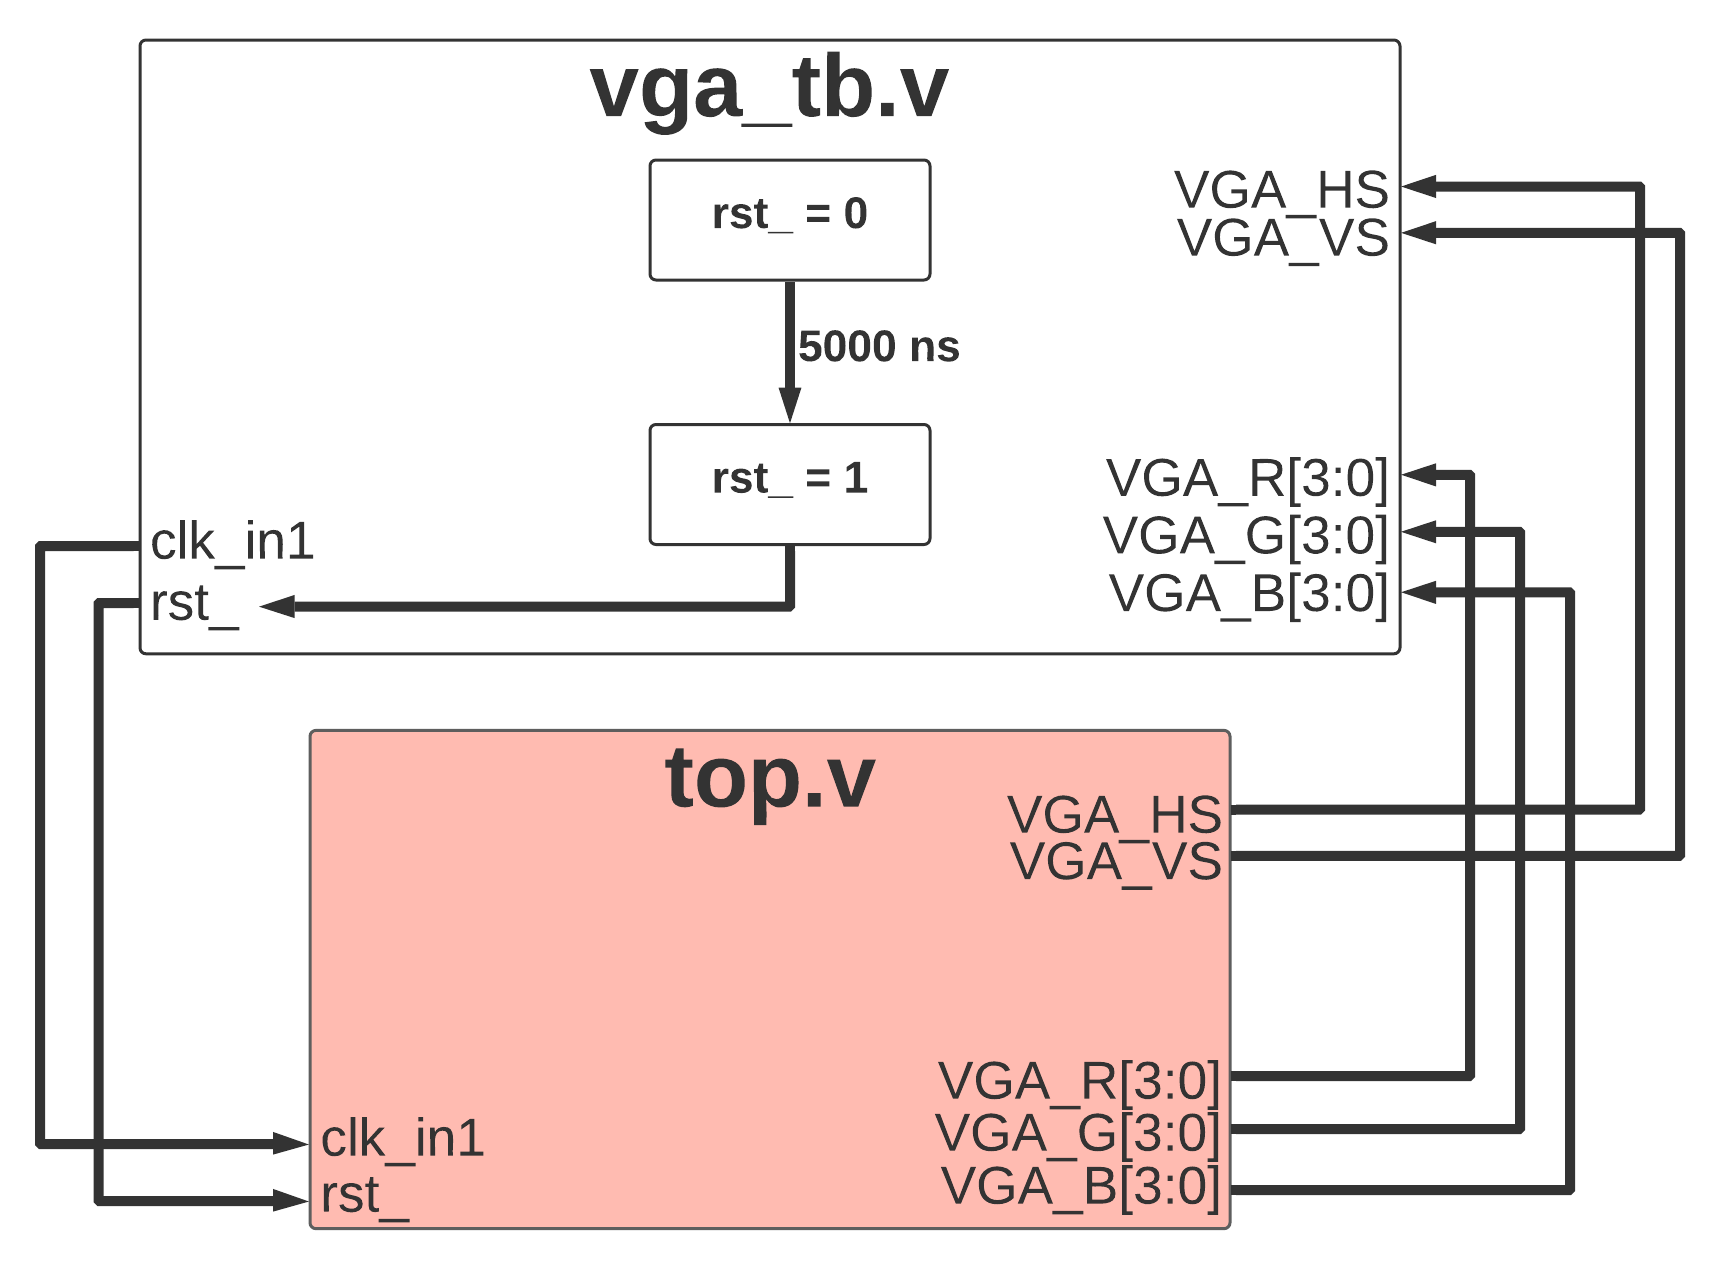 vga_tb.v
rst_ = 0
5000 ns
rst_ = 1
clk_in1
rst_
VGA_HS
VGA_VS
VGA_R[3:0]
VGA_G[3:0]
VGA_B[3:0]
top.v
VGA_HS
VGA_VS
VGA_R[3:0]
VGA_G[3:0]
VGA_B[3:0]
clk_in1
rst_